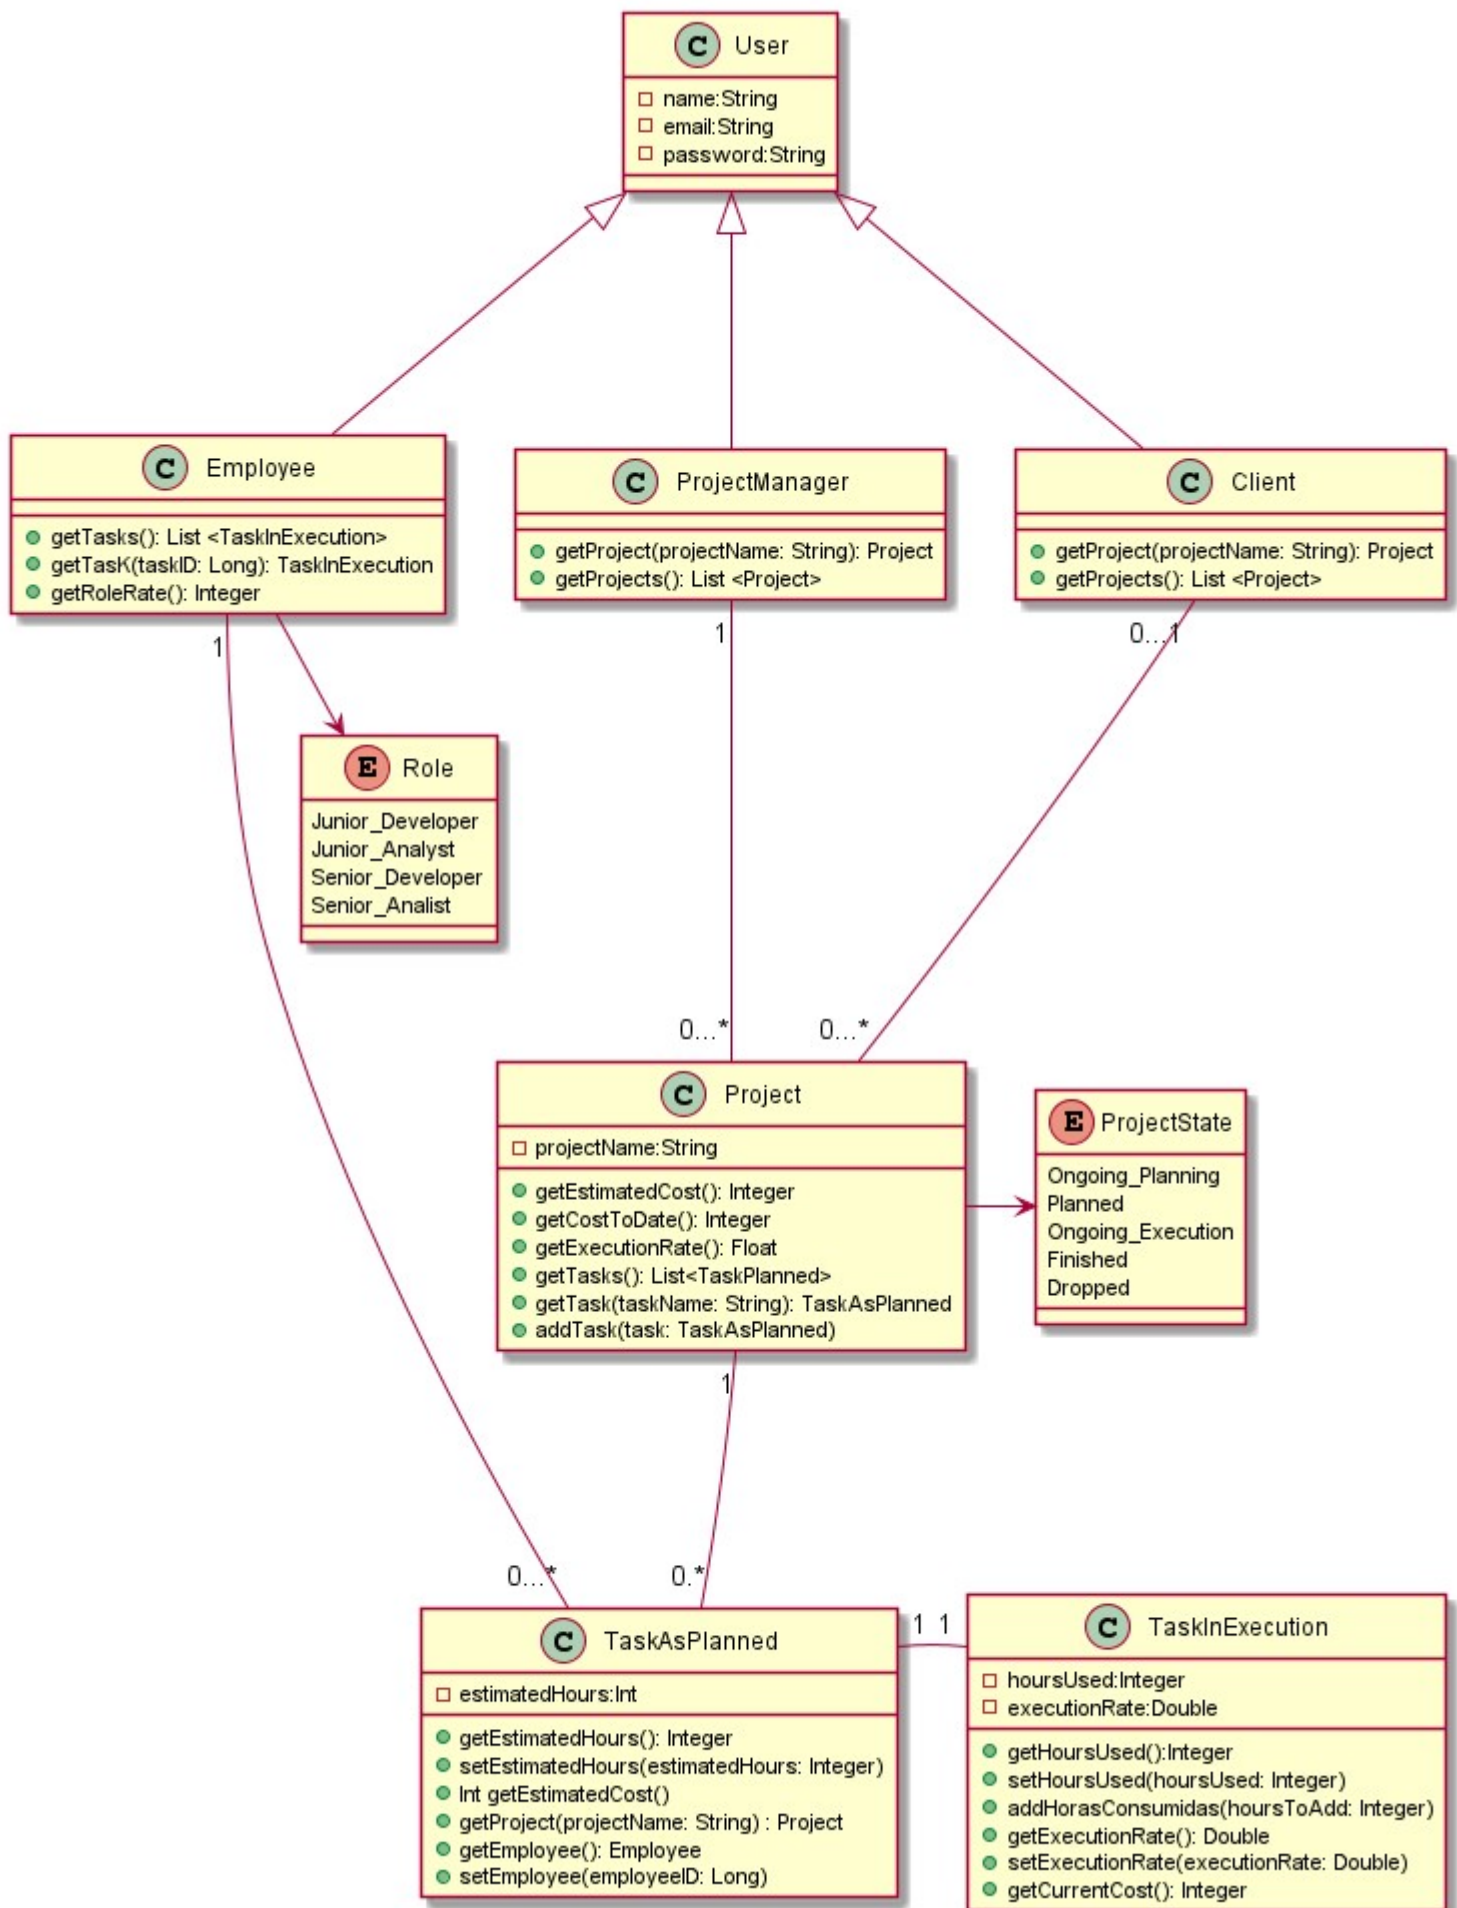 C User
name:String
email:String
password:String
C Employee
getTasks(): List <TaskInExecution>
getTasK(taskID: Long): TaskInExecution
getRoleRate(): Integer
C ProjectManager
getProject(projectName: String): Project
getProjects(): List <Project>
C Client
getProject(projectName: String): Project
getProjects(): List <Project>
1
1
0...1
E Role
Junior_Developer
Junior_Analyst
Senior_Developer
Senior_Analist
0...*
0...*
C Project
projectName:String
getEstimatedCost(): Integer
getCostToDate(): Integer
getExecutionRate(): Float
getTasks(): List<TaskPlanned>
getTask(taskName: String): TaskAsPlanned
addTask(task: TaskAsPlanned)
E ProjectState
Ongoing_Planning
Planned
Ongoing_Execution
Finished
Dropped
1
0...*
0.*
C TaskAsPlanned
estimatedHours:Int
getEstimatedHours(): Integer
setEstimatedHours(estimatedHours: Integer)
Int getEstimatedCost()
getProject(projectName: String) : Project
getEmployee(): Employee
setEmployee(employeeID: Long)
1 1
C TaskInExecution
hoursUsed:Integer
executionRate:Double
getHoursUsed():Integer
setHoursUsed(hoursUsed: Integer)
addHorasConsumidas(hoursToAdd: Integer)
getExecutionRate(): Double
setExecutionRate(executionRate: Double)
getCurrentCost(): Integer